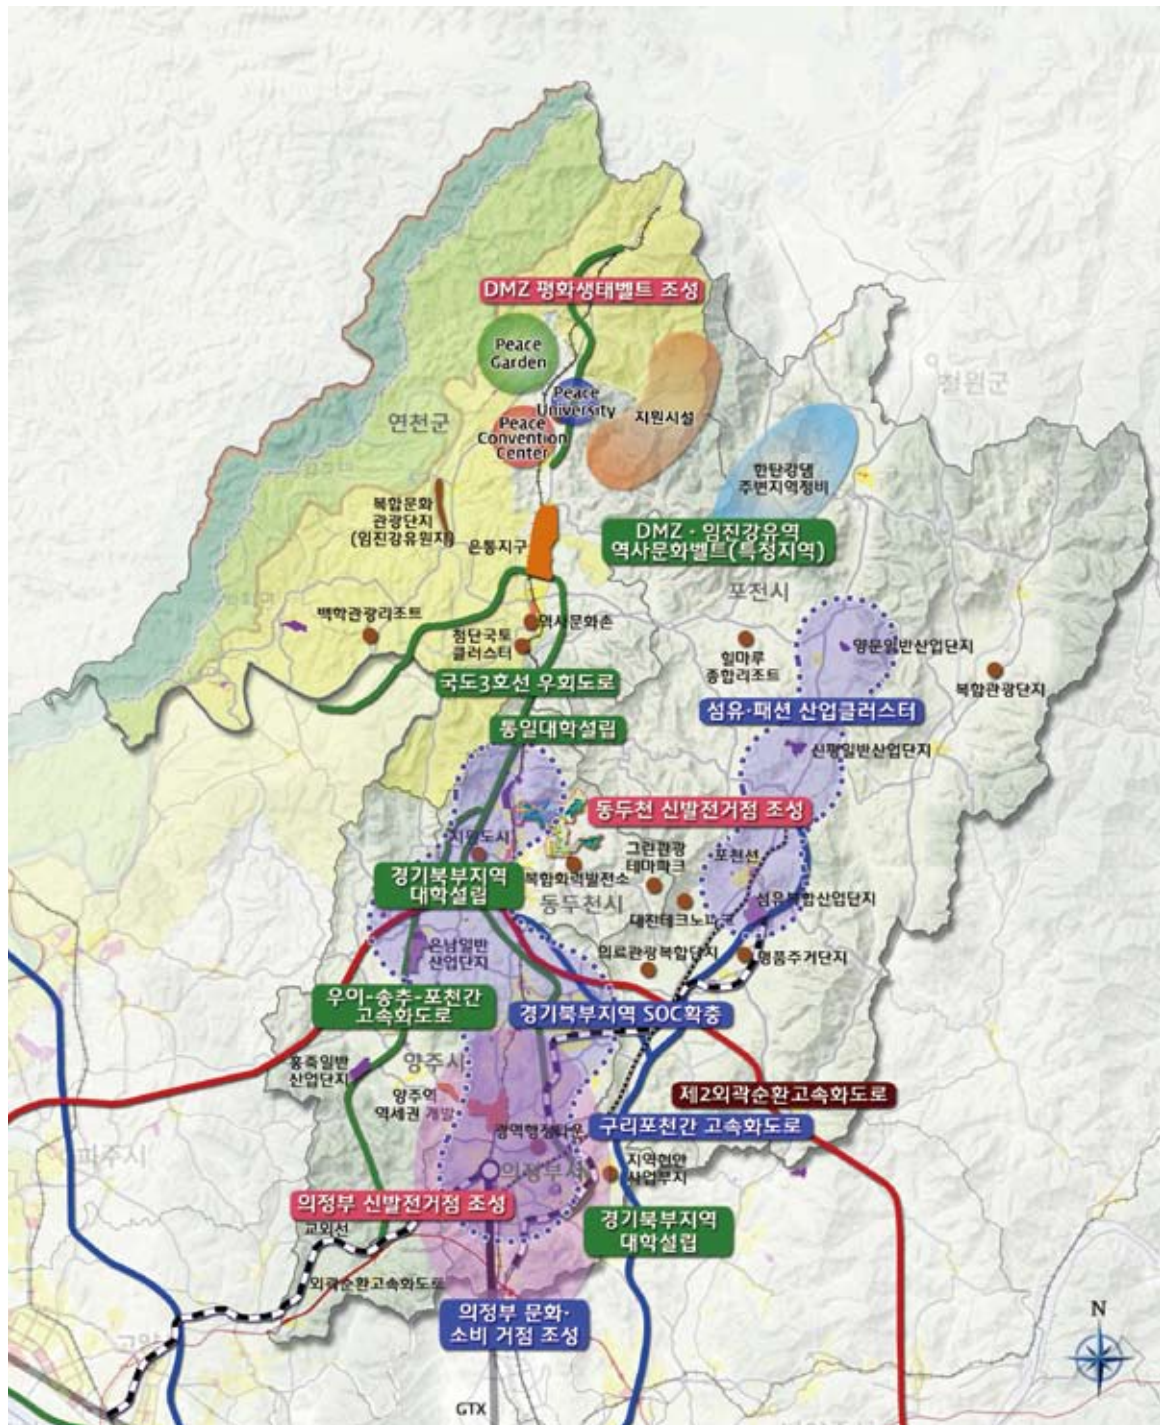 DMZ 평화생태벨트 조성
Peace
Garden
철원군
Peace
University
지원시설
연천군
Peace
Convention
Center
한탄강댐
주변지역정비
복합문화
관광단지
(임진강유원지)
은통지구
DMZ · 임진강유역
역사문화벨트(특정지역)
포천시
백학관광리조트
역사문화촌
첨단국토
클러스터
힐마루
종합리조트
양문일반산업단지
복합관광단지
국도3호선 우회도로
섬유·패션 산업클러스터
통일대학설립
신평일반산업단지
동두천 신발전거점 조성
그린관광
테마파크
포천선
경기북부지역
대학설립
복합화력발전소
동두천시
대진테크노파크
섬유복합산업단지
은남일반
산업단지
의료관광복합단지
명품주거단지
우이-송추-포천간
고속화도로
경기북부지역 SOC확충
양주시
홍죽일반
산업단지
양주역
역세권 개발
제2외곽순환고속화도로
구리포천간 고속화도로
광역행정타운
파주시
의정부시
지역현안
사업부지
의정부 신발전거점 조성
교외선
경기북부지역
대학설립
외곽순환고속화도로
의정부 문화·
소비 거점 조성
고양
N
GTX